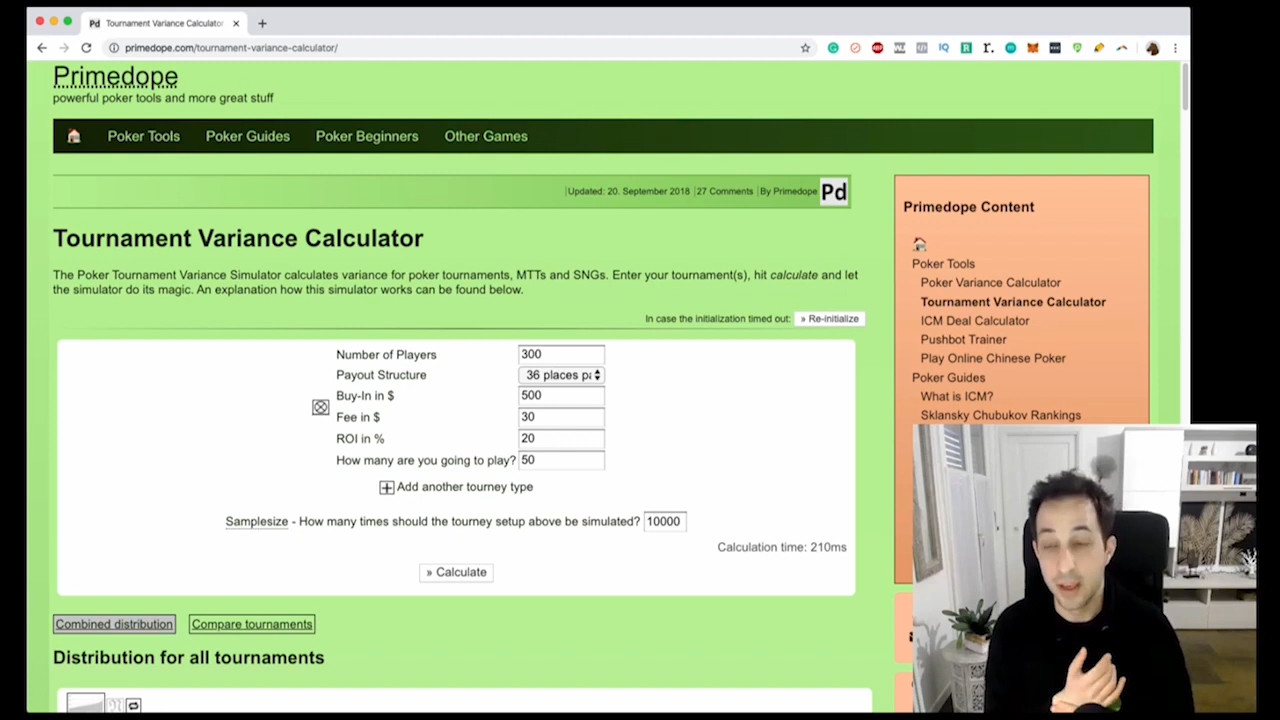 Pd Tournament Variance Calculator
primedope.com/tournament-variance-calculator/
Primedope
powerful poker tools and more great stuff
Poker Tools Poker Guides Poker Beginners Other Games
Updated: 20. September 2018 27 Comments By Primedope Pd
Tournament Variance Calculator
The Poker Tournament Variance Simulator calculates variance for poker tournaments, MTTs and SNGs. Enter your tournament(s), hit calculate and let
the simulator do its magic. An explanation how this simulator works can be found below.
In case the initialization timed out: » Re-initialize
Number of Players 300
Payout Structure 36 places
Buy-In in $ 500
Fee in $ 30
ROI in % 20
How many are you going to play? 50
Add another tourney type
Samplesize - How many times should the tourney setup above be simulated? 10000
Calculation time: 210ms
» Calculate
Combined distribution Compare tournaments
Distribution for all tournaments
Primedope Content
Poker Tools
Poker Variance Calculator
Tournament Variance Calculator
ICM Deal Calculator
Pushbot Trainer
Play Online Chinese Poker
Poker Guides
What is ICM?
Sklansky Chubukov Rankings